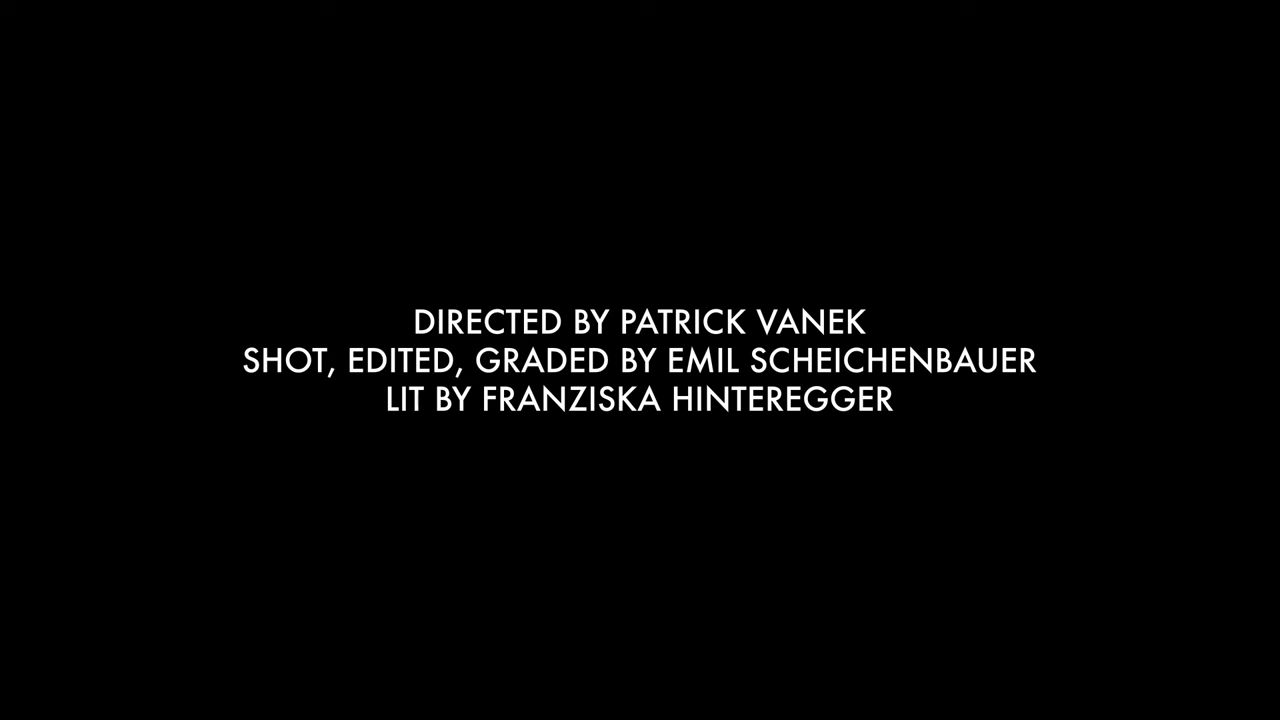 DIRECTED BY PATRICK VANEK
SHOT, EDITED, GRADED BY EMIL SCHEICHENBAUER
LIT BY FRANZISKA HINTEREGGER